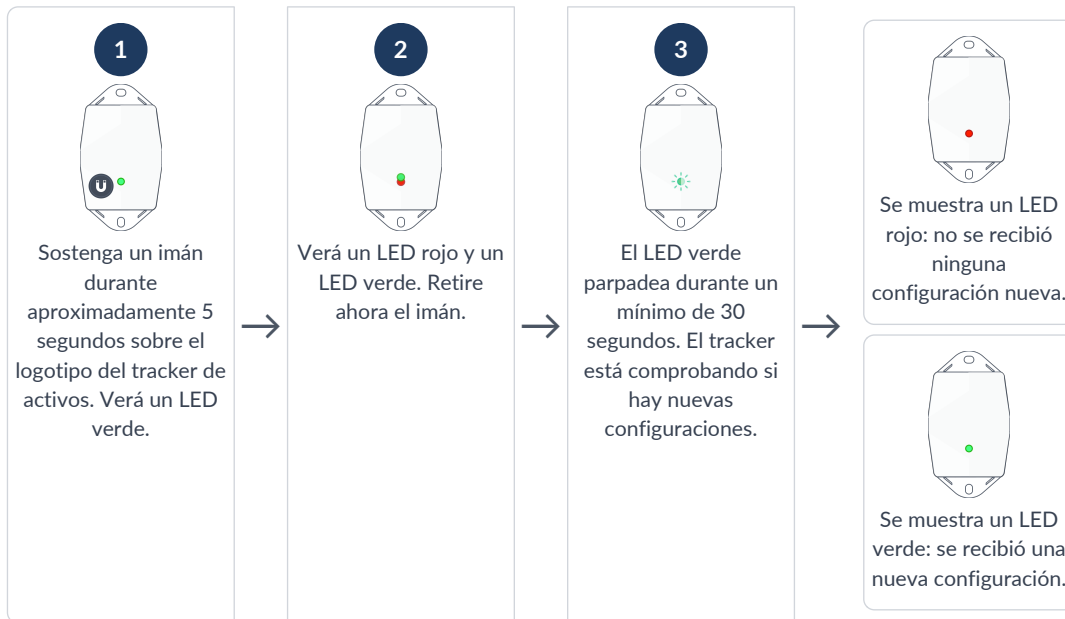 1
Sostenga un imán
durante
aproximadamente 5
segundos sobre el
logotipo del tracker de
activos. Verá un LED
verde.
2
Verá un LED rojo y un
LED verde. Retire
ahora el imán.
3
El LED verde
parpadea durante un
mínimo de 30
segundos. El tracker
está comprobando si
hay nuevas
configuraciones.
Se muestra un LED
rojo: no se recibió
ninguna
configuración nueva.
Se muestra un LED
verde: se recibió una
nueva configuración.